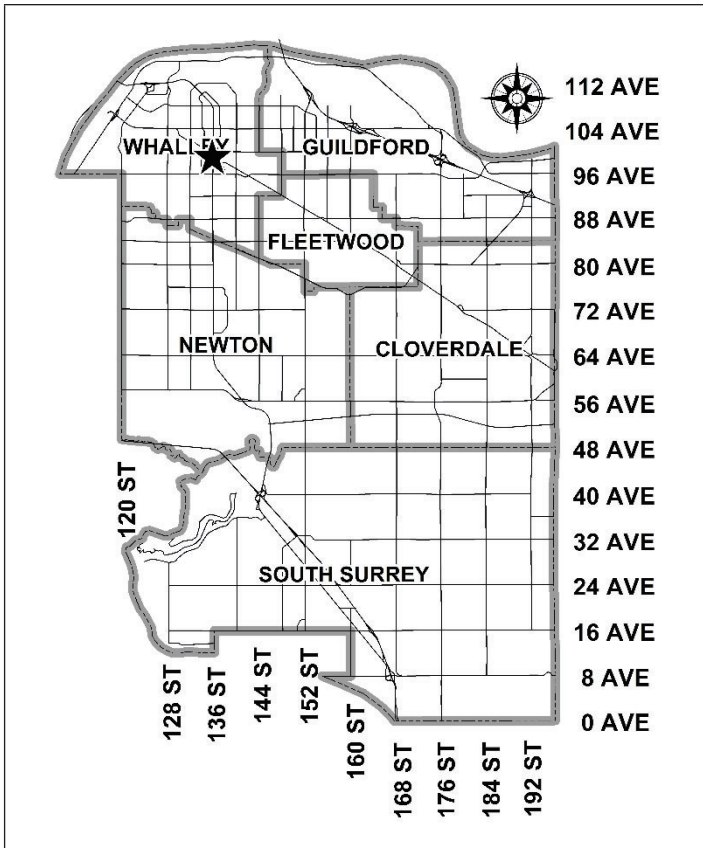 112 AVE
104 AVE
WHALLEY
GUILDFORD
96 AVE
88 AVE
FLEETWOOD
80 AVE
72 AVE
NEWTON
CLOVERDALE
64 AVE
56 AVE
48 AVE
120 ST
40 AVE
32 AVE
SOUTH SURREY
24 AVE
16 AVE
8 AVE
0 AVE
128 ST
136 ST
144 ST
152 ST
160 ST
168 ST
176 ST
184 ST
192 ST